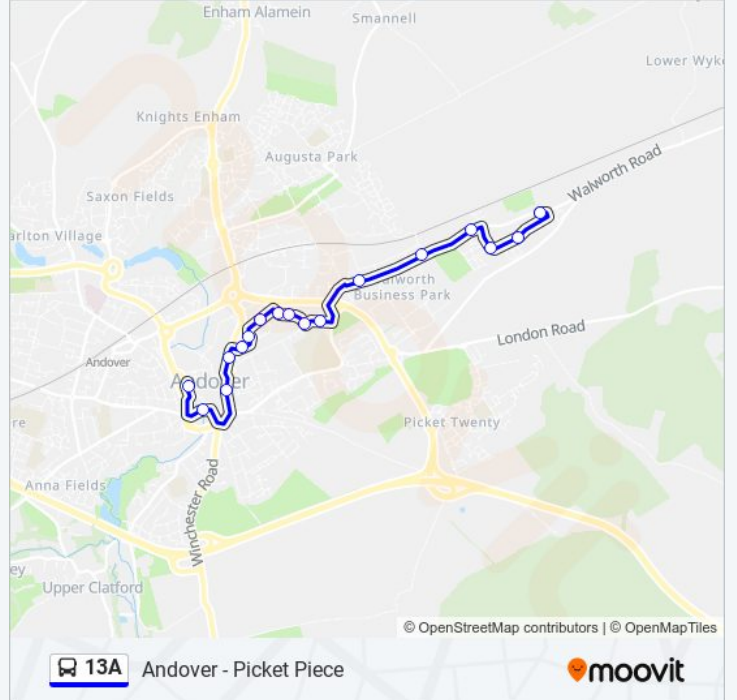 Enham Alamein
Smannell
Lower Wyke
Knights Enham
Augusta Park
Walworth Road
Saxon Fields
arlton Village
alworth
Business Park
London Road
Andover
Andover
re
Picket Twenty
Anna Fields
Winchester Road
ey
Upper Clatford
© OpenStreetMap contributors | © OpenMapTiles
13A Andover - Picket Piece
moovit